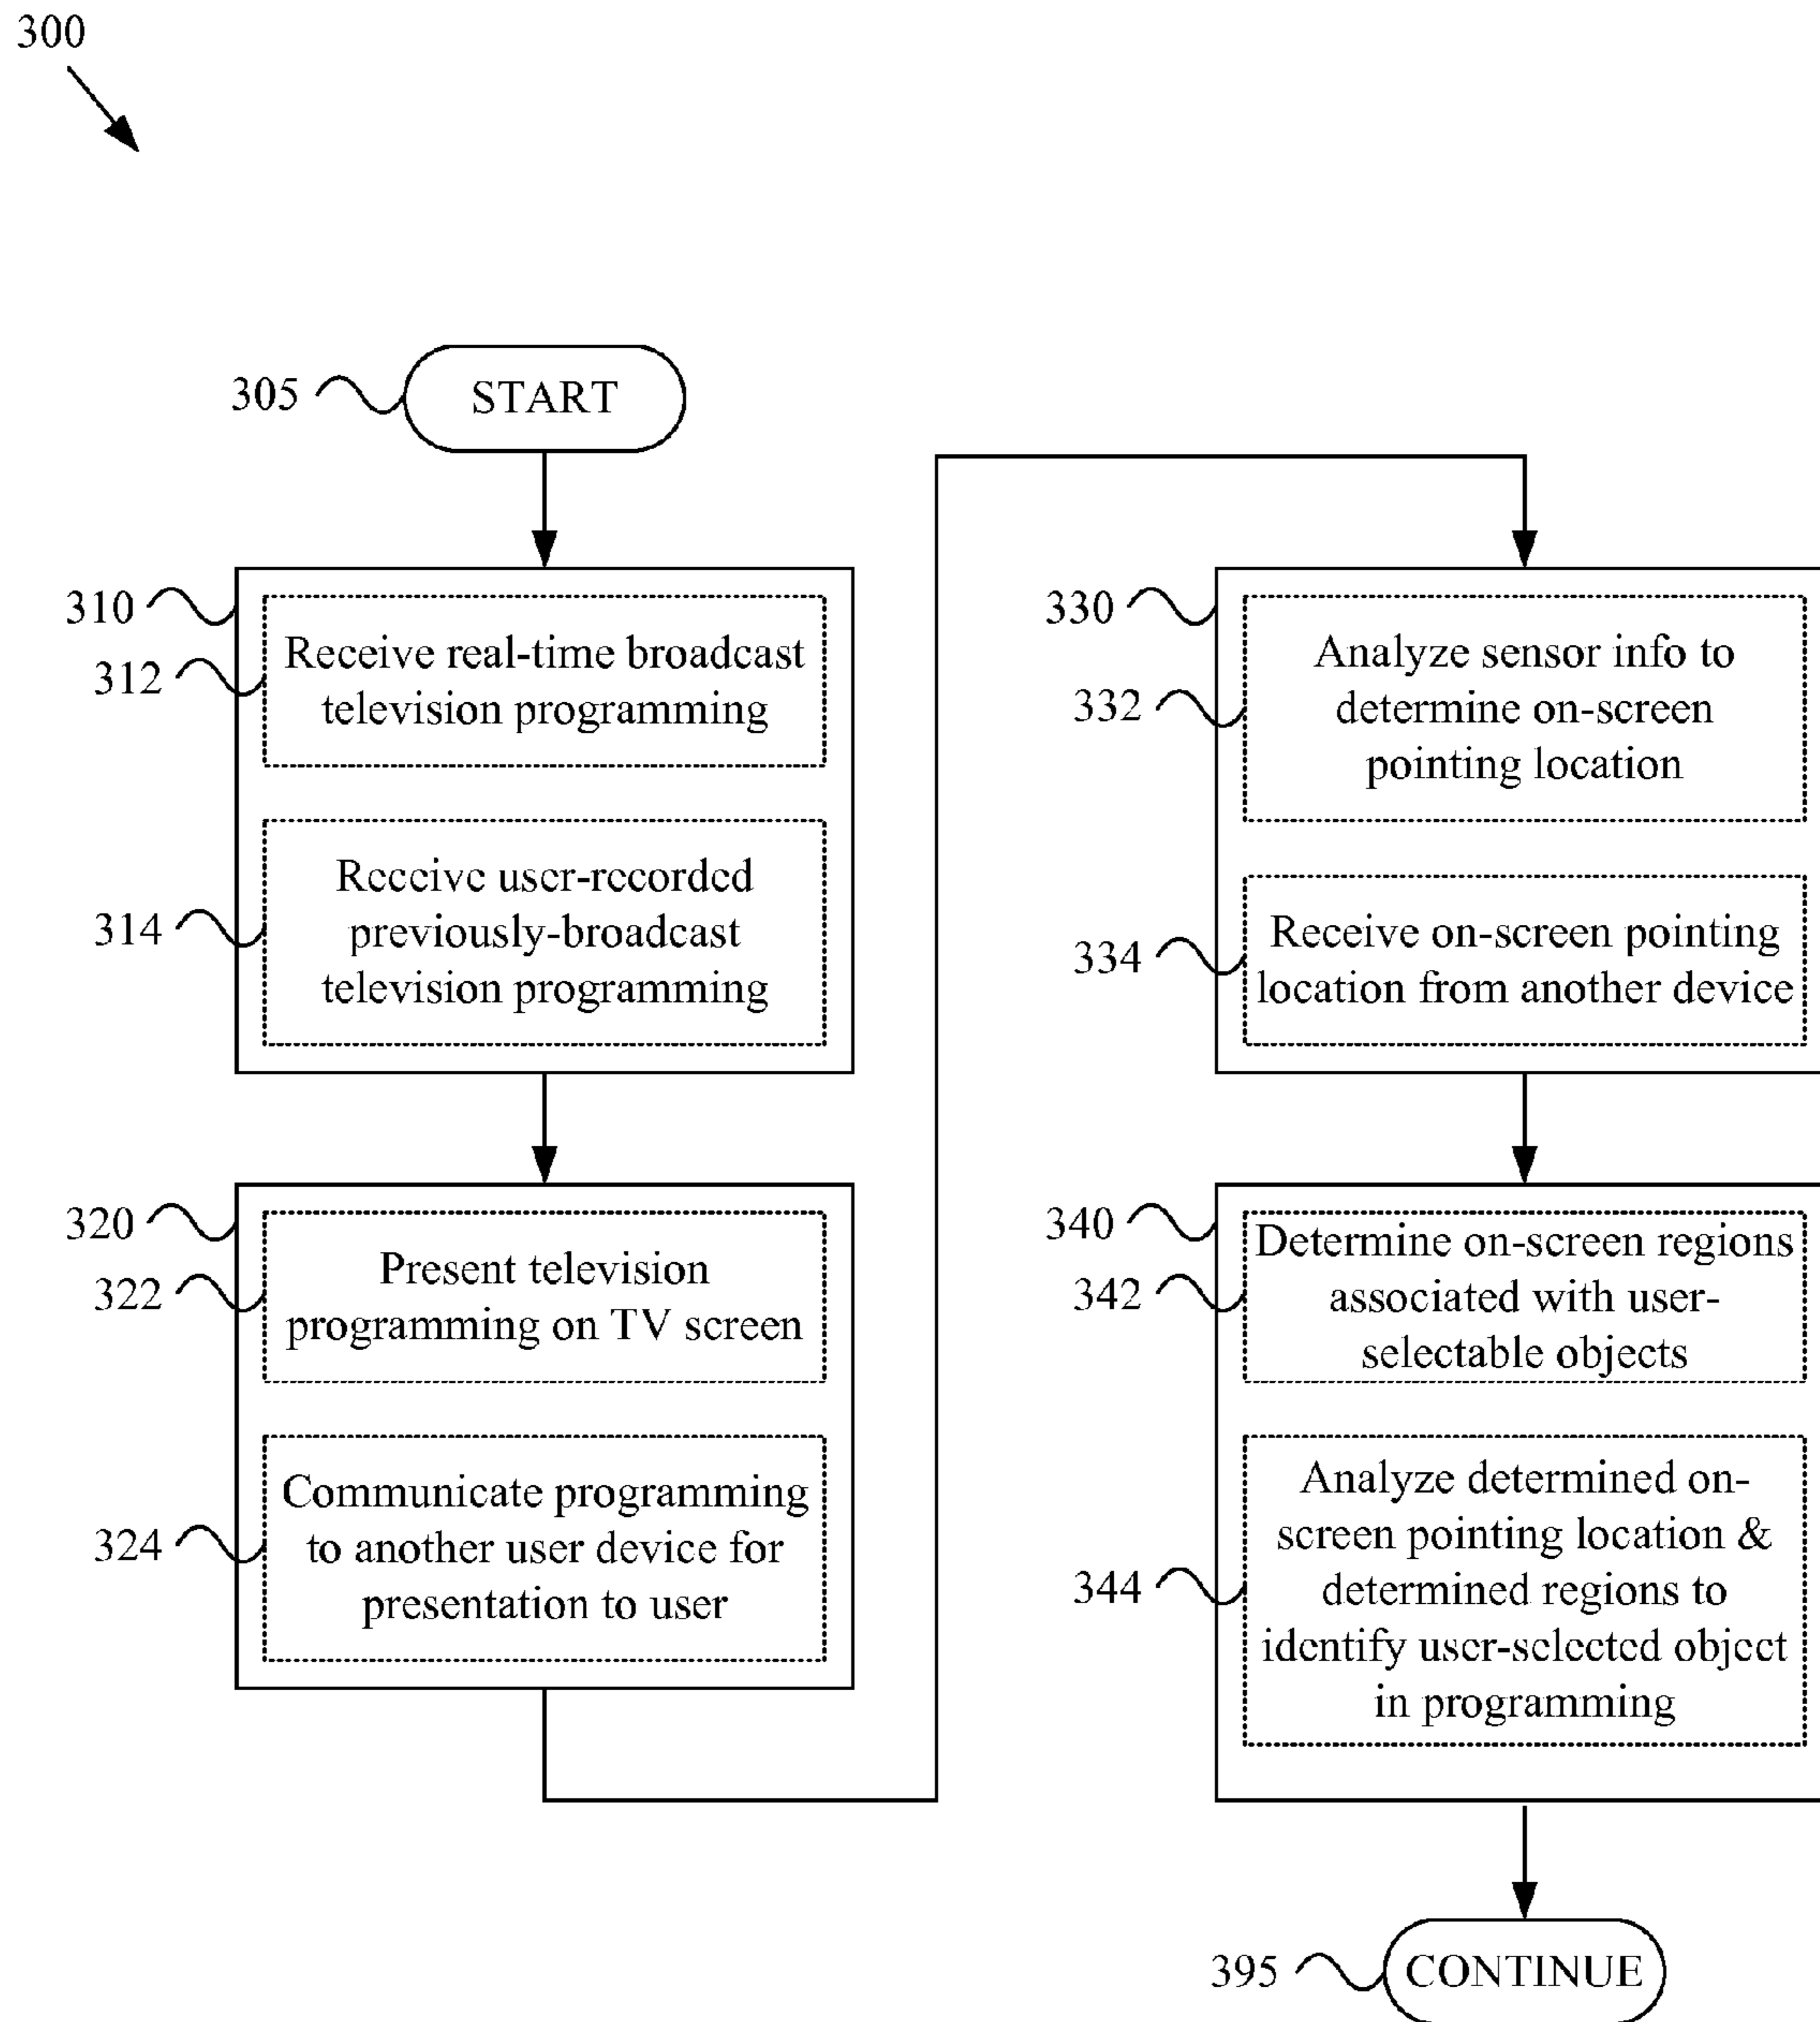 300
305
START
310
312
Receive real-time broadcast
television programming
314
Receive user-recorded
previously-broadcast
television programming
320
322
Present television
programming on TV screen
324
Communicate programming
to another user device for
presentation to user
330
332
Analyze sensor info to
determine on-screen
pointing location
334
Receive on-screen pointing
location from another device
340
342
Determine on-screen regions
associated with user-
selectable objects
344
Analyze determined on-
screen pointing location &
determined regions to
identify user-selected object
in programming
395
CONTINUE